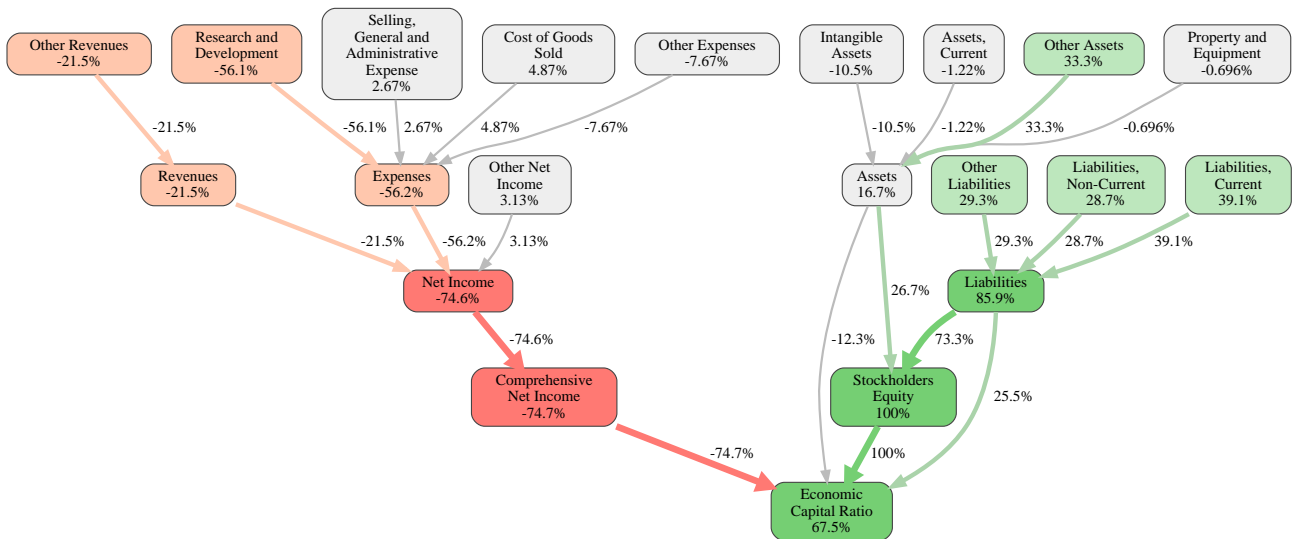 Other Revenues
-21.5%
Research and
Development
-56.1%
Selling,
General and
Administrative
Expense
2.67%
Cost of Goods
Sold
4.87%
Other Expenses
-7.67%
Intangible
Assets
-10.5%
Assets,
Current
-1.22%
Other Assets
33.3%
Property and
Equipment
-0.696%
-21.5%
-56.1%
2.67%
4.87%
-7.67%
-10.5%
-1.22%
33.3%
-0.696%
Revenues
-21.5%
Expenses
-56.2%
Other Net
Income
3.13%
Assets
16.7%
Other
Liabilities
29.3%
Liabilities,
Non-Current
28.7%
Liabilities,
Current
39.1%
-21.5%
-56.2%
3.13%
29.3%
28.7%
39.1%
Net Income
-74.6%
26.7%
Liabilities
85.9%
-74.6%
-12.3%
73.3%
Comprehensive
Net Income
-74.7%
Stockholders
Equity
100%
25.5%
-74.7%
100%
Economic
Capital Ratio
67.5%